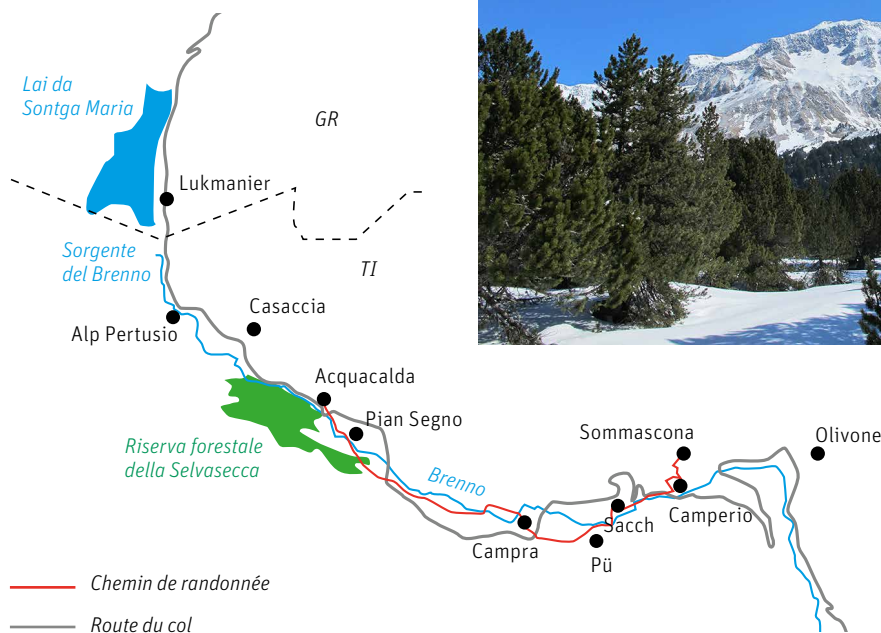 Lai da
Sontga Maria
GR
Lukmanier
Sorgente
del Brenno
TI
Casaccia
Alp Pertusio
Acquacalda
Pian Segno
Sommascona
Olivone
Riserva forestale
della Selvasecca
Brenno
Sacch
Camperio
Campra
Pü
Chemin de randonnée
Route du col